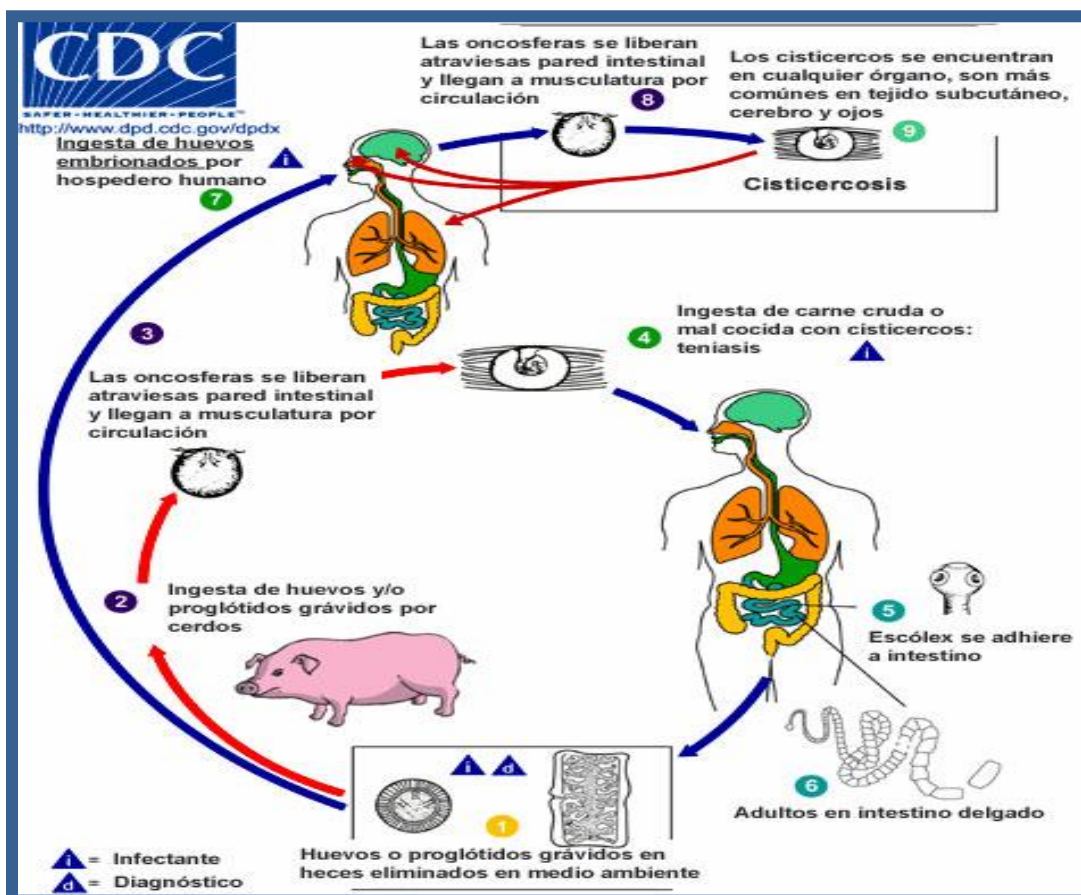 CDC
SAFER•HEALTHIER•PEOPLE™
http://www.dpd.cdc.gov/dpdx
Ingesta de huevos
embrionados por
hospedero humano
i
7
Las oncosferas se liberan
atraviesas pared intestinal
y llegan a musculatura por
circulación
8
Los cisticercos se encuentran
en cualquier órgano, son más
comúnes en tejido subcutáneo,
cerebro y ojos
9
Cisticercosis
3
Las oncosferas se liberan
atraviesas pared intestinal
y llegan a musculatura por
circulación
4
Ingesta de carne cruda o
mal cocida con cisticercos:
teniasis
i
2
Ingesta de huevos y/o
proglótidos grávidos por
cerdos
5
Escólex se adhiere
a intestino
6
Adultos en intestino delgado
i
d
1
Huevos o proglótidos grávidos en
heces eliminados en medio ambiente
i = Infectante
d = Diagnóstico